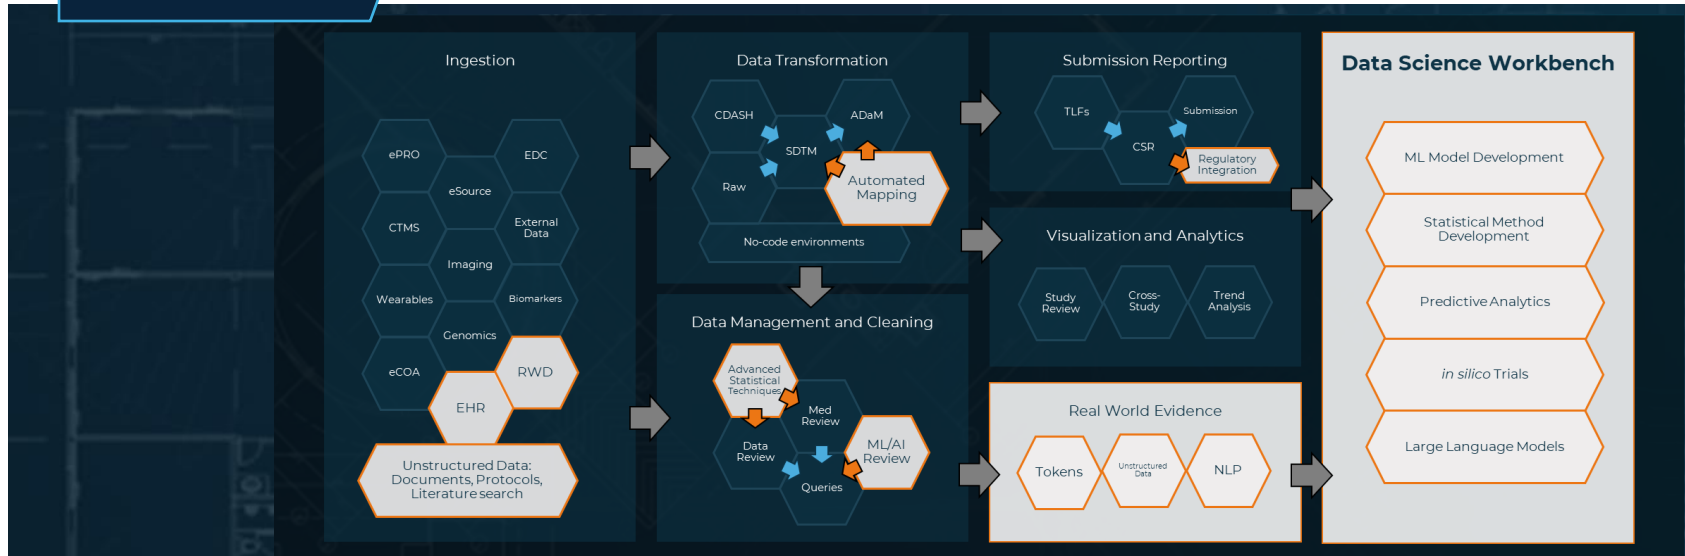 Ingestion
ePRO
EDC
eSource
CTMS
External
Data
Imaging
Wearables
Biomarkers
Genomics
eCOA
RWD
EHR
Unstructured Data:
Documents, Protocols,
Literature search
Data Transformation
CDASH
ADaM
SDTM
Raw
Automated
Mapping
No-code environments
Data Management and Cleaning
Advanced
Statistical
Techniques
Med
Review
Data
Review
ML/AI
Review
Queries
Submission Reporting
TLFs
Submission
CSR
Regulatory
Integration
Visualization and Analytics
Study
Review
Cross-
Study
Trend
Analysis
Real World Evidence
Tokens
Unstructured
Data
NLP
Data Science Workbench
ML Model Development
Statistical Method
Development
Predictive Analytics
in silico Trials
Large Language Models